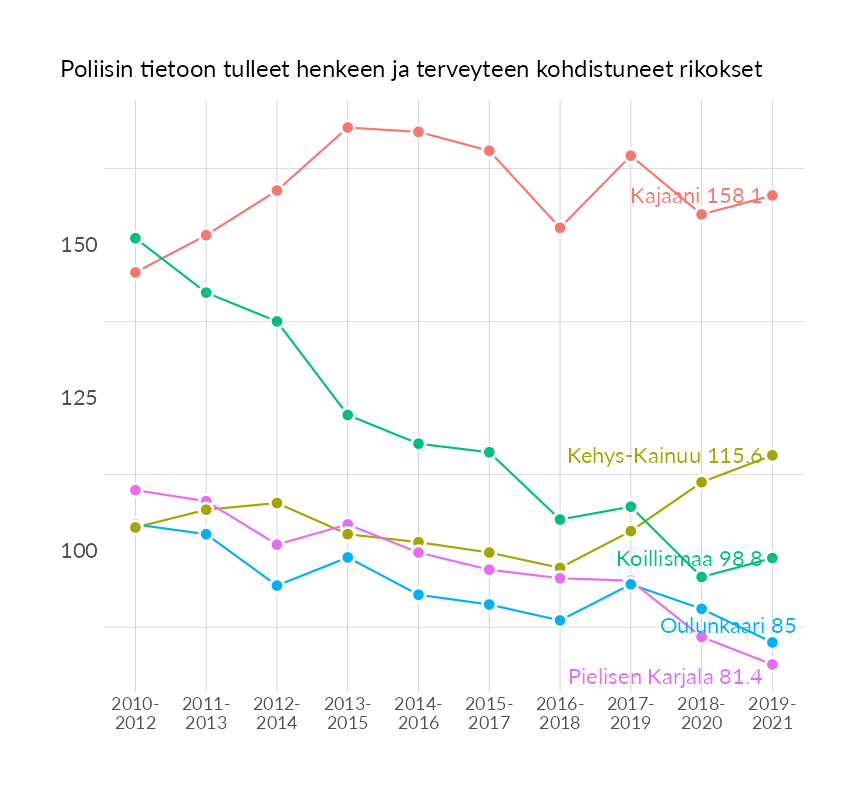 Poliisin tietoon tulleet henkeen ja terveyteen kohdistuneet rikokset
Kajaani 158.1
150
125
Kehys-Kainuu 115.6
100
Koillismaa 98.8
Oulunkaari 85
Pielisen Karjala 81.4
2010- 2011- 2012- 2013- 2014- 2015- 2016- 2017- 2018- 2019-
2012 2013 2014 2015 2016 2017 2018 2019 2020 2021